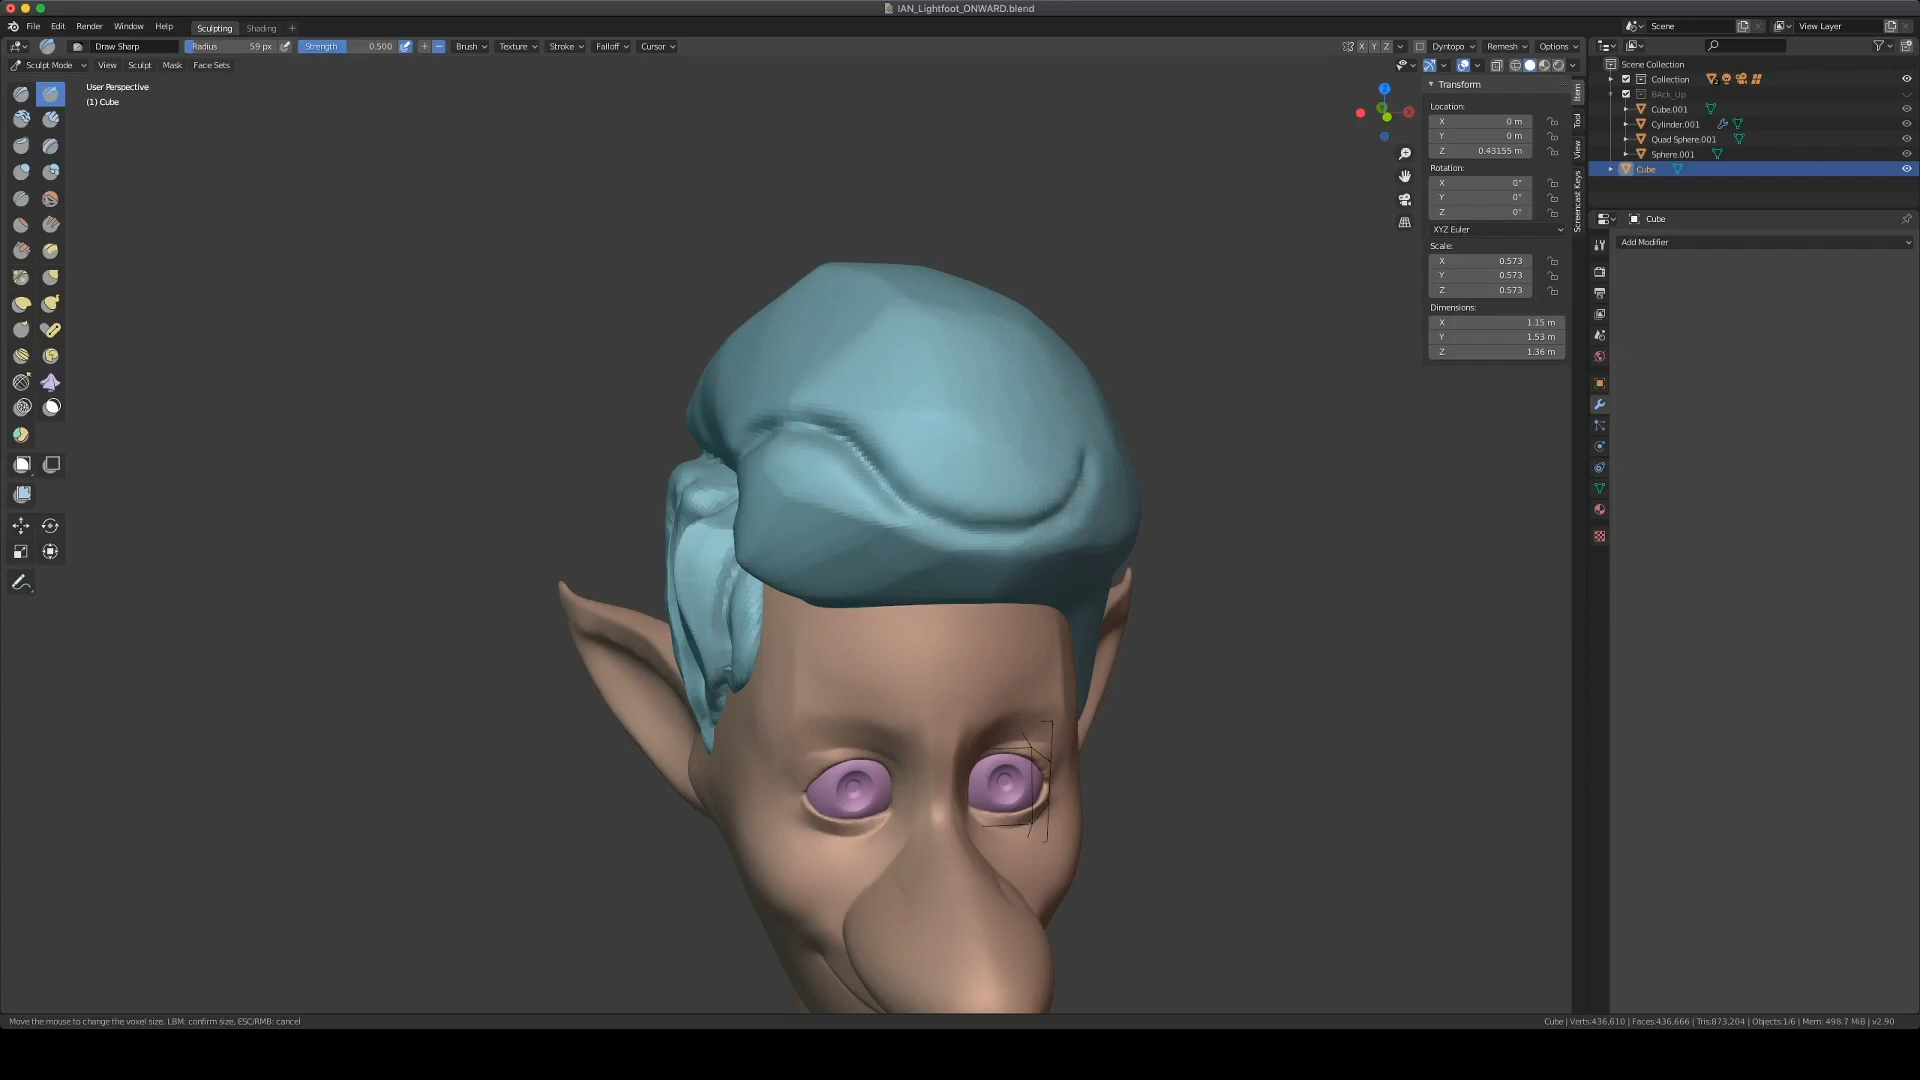 IAN_Lightfoot_ONWARD.blend
File Edit Render Window Help Sculpting Shading + Scene View Layer
Draw Sharp Radius 59 px Strength 0.500 Brush Texture Stroke Falloff Cursor X Y Z Dyntopo Remesh Options
Sculpt Mode View Sculpt Mask Face Sets
User Perspective
(1) Cube
Transform
Location:
X 0 m
Y 0 m
Z 0.43155 m
Rotation:
X 0°
Y 0°
Z 0°
XYZ Euler
Scale:
X 0.573
Y 0.573
Z 0.573
Dimensions:
X 1.15 m
Y 1.53 m
Z 1.36 m
Item
Tool
View
Screencast Keys
Scene Collection
Collection
BAck_Up
Cube.001
Cylinder.001
Quad Sphere.001
Sphere.001
Cube
Cube
Add Modifier
Move the mouse to change the voxel size. LBM: confirm size, ESC/RMB: cancel
Cube | Verts:436,610 | Faces:436,666 | Tris:873,204 | Objects:1/6 | Mem: 498.7 MiB | v2.90